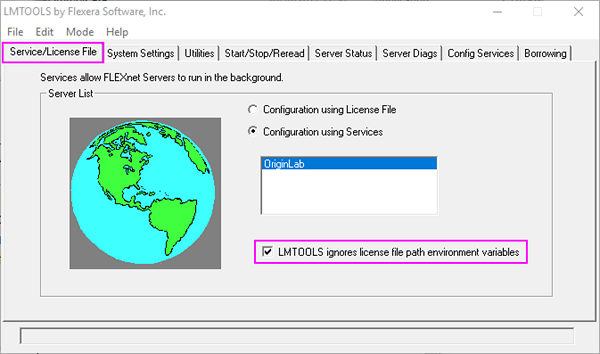 LMTOOLS by Flexera Software, Inc.
File Edit Mode Help
Service/License File System Settings Utilities Start/Stop/Reread Server Status Server Diags Config Services Borrowing
Services allow FLEXnet Servers to run in the background.
Server List
Configuration using License File
Configuration using Services
OriginLab
LMTOOLS ignores license file path environment variables